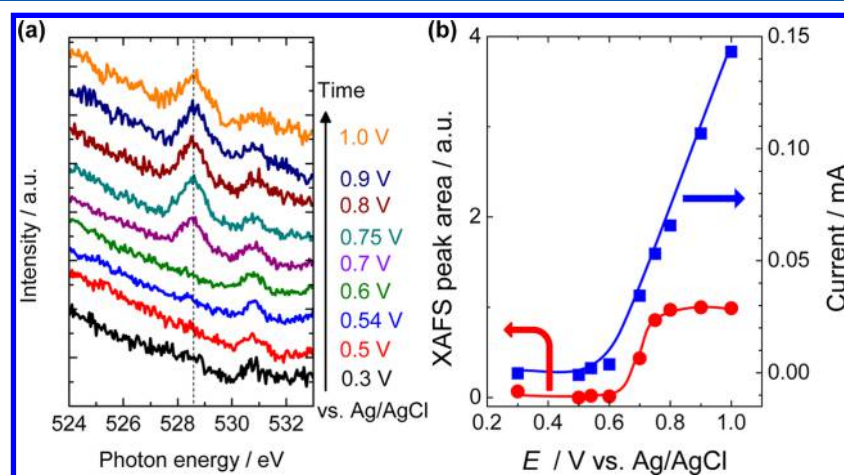 (a)
Intensity / a.u.
Time
1.0 V
0.9 V
0.8 V
0.75 V
0.7 V
0.6 V
0.54 V
0.5 V
0.3 V
vs. Ag/AgCl
524 526 528 530 532
Photon energy / eV
(b)
XAFS peak area / a.u.
4
2
0
0.15
0.10
0.05
0.00
Current / mA
0.2 0.4 0.6 0.8 1.0
E / V vs. Ag/AgCl